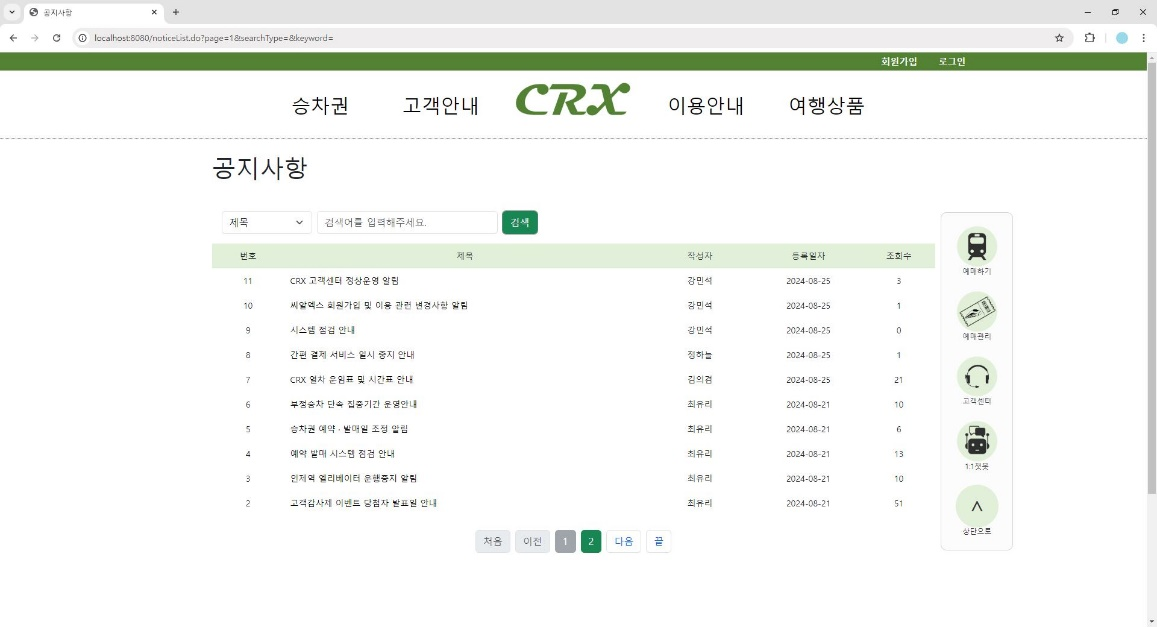 공지사항
localhost:8080/noticeList.do?page=1&searchType=&keyword=
회원가입 로그인
승차권 고객안내 CRX 이용안내 여행상품
공지사항
제목 검색어를 입력해주세요. 검색
번호 제목 작성자 등록일자 조회수
11 CRX 고객센터 정상운영 알림 강민석 2024-08-25 3
10 씨알엑스 회원가입 및 이용 관련 변경사항 알림 강민석 2024-08-25 1
9 시스템 점검 안내 강민석 2024-08-25 0
8 간편 결제 서비스 일시 중지 안내 정하늘 2024-08-25 1
7 CRX 열차 운임표 및 시간표 안내 김의겸 2024-08-25 21
6 부정승차 단속 집중기간 운영안내 최유리 2024-08-21 10
5 승차권 예약 · 발매일 조정 알림 최유리 2024-08-21 6
4 예약 발매 시스템 점검 안내 최유리 2024-08-21 13
3 인제역 엘리베이터 운행중지 알림 최유리 2024-08-21 10
2 고객감사제 이벤트 당첨자 발표일 안내 최유리 2024-08-21 51
처음 이전 1 2 다음 끝
예매하기
예매관리
고객센터
1:1챗봇
상단으로